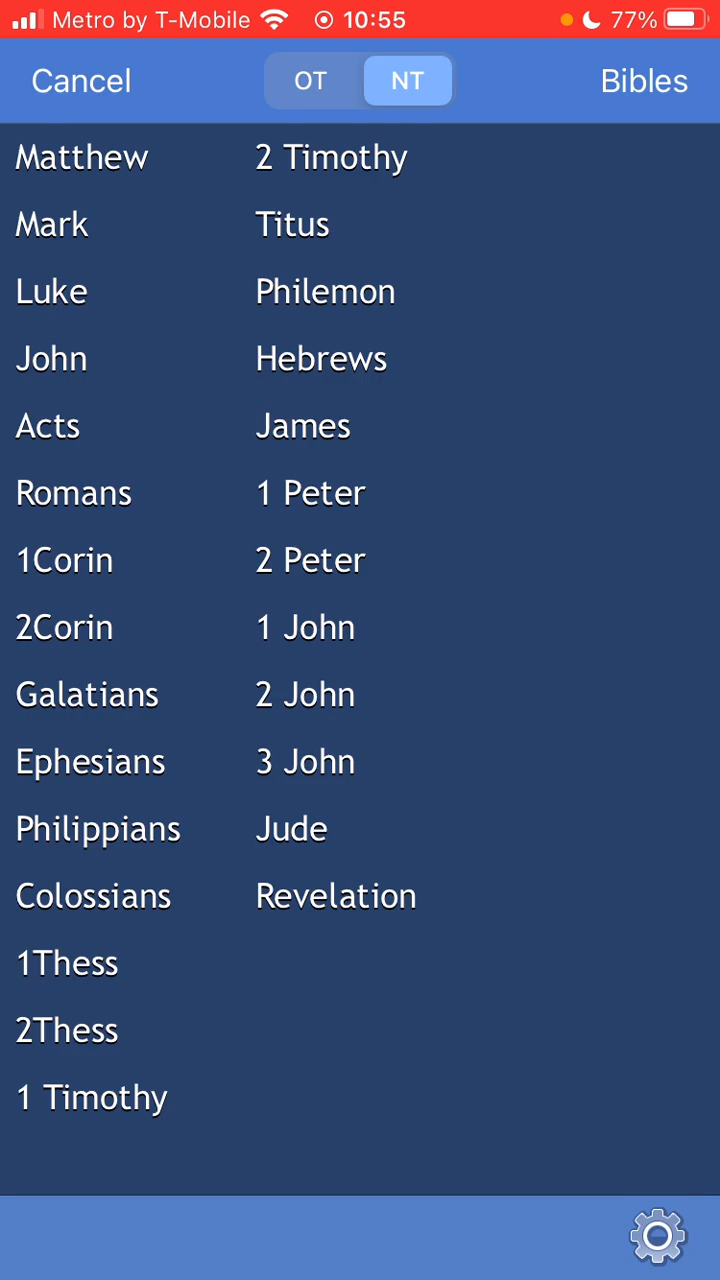 Metro by T-Mobile 10:55 77%
Cancel OT NT Bibles
Matthew
Mark
Luke
John
Acts
Romans
1Corin
2Corin
Galatians
Ephesians
Philippians
Colossians
1Thess
2Thess
1 Timothy
2 Timothy
Titus
Philemon
Hebrews
James
1 Peter
2 Peter
1 John
2 John
3 John
Jude
Revelation